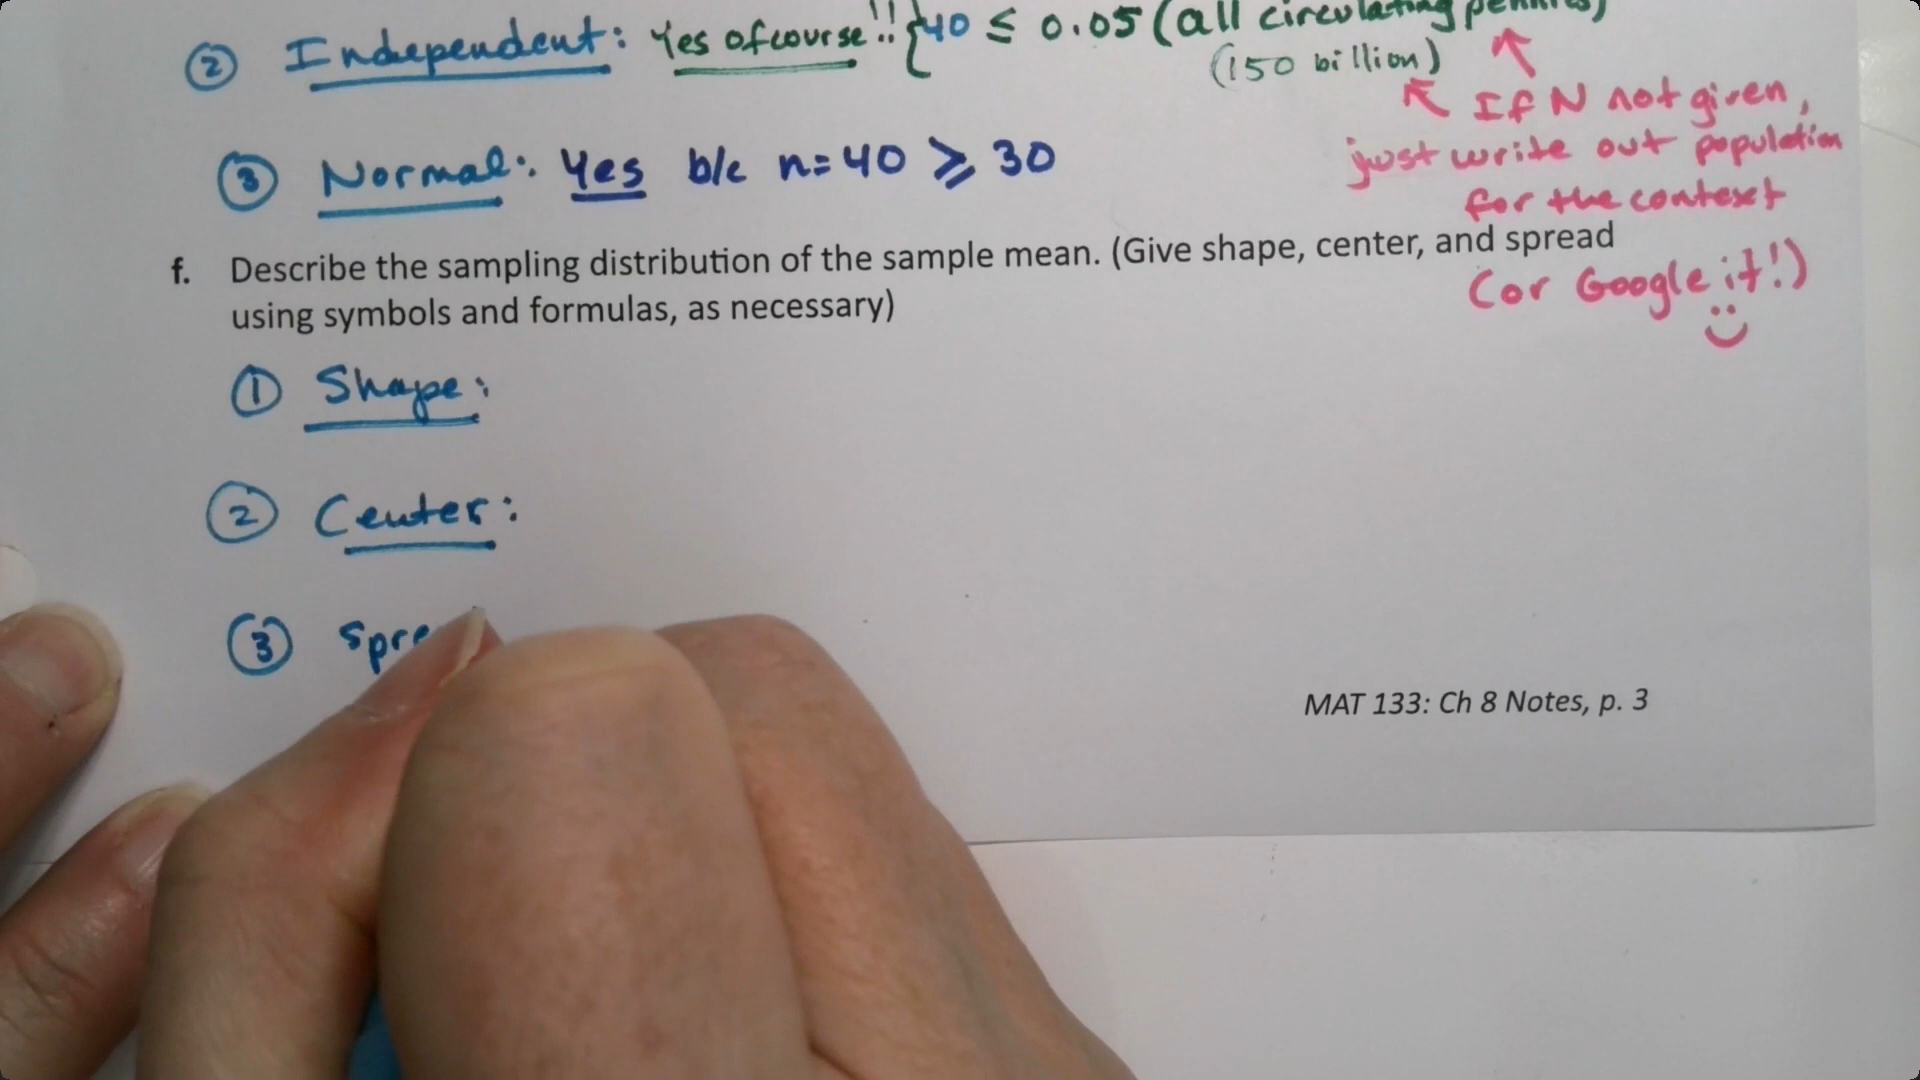 ② Independent: Yes of course!! { 40 ≤ 0.05 (all circulating pennies)
(150 billion)
If N not given,
just write out population
for the context
(or Google it!)
③ Normal: Yes b/c n=40 ≥ 30
f. Describe the sampling distribution of the sample mean. (Give shape, center, and spread
using symbols and formulas, as necessary)
① Shape:
② Center:
③ Spre
MAT 133: Ch 8 Notes, p. 3